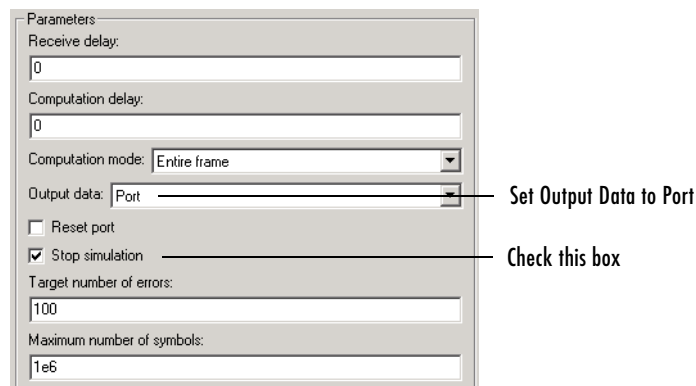 Parameters
Receive delay:
0
Computation delay:
0
Computation mode: Entire frame
Output data: Port
Set Output Data to Port
Reset port
Stop simulation
Check this box
Target number of errors:
100
Maximum number of symbols:
1e6